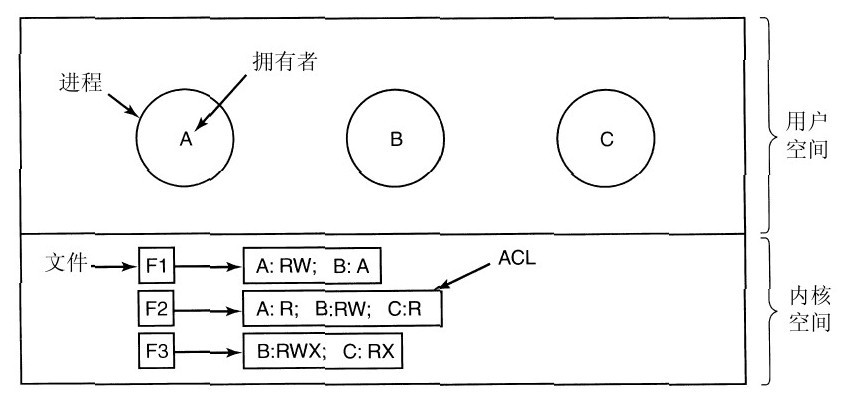 拥有者
进程
A
B
C
用户
空间
文件
F1
A: RW; B: A
ACL
F2
A: R; B:RW; C:R
F3
B:RWX; C: RX
内核
空间